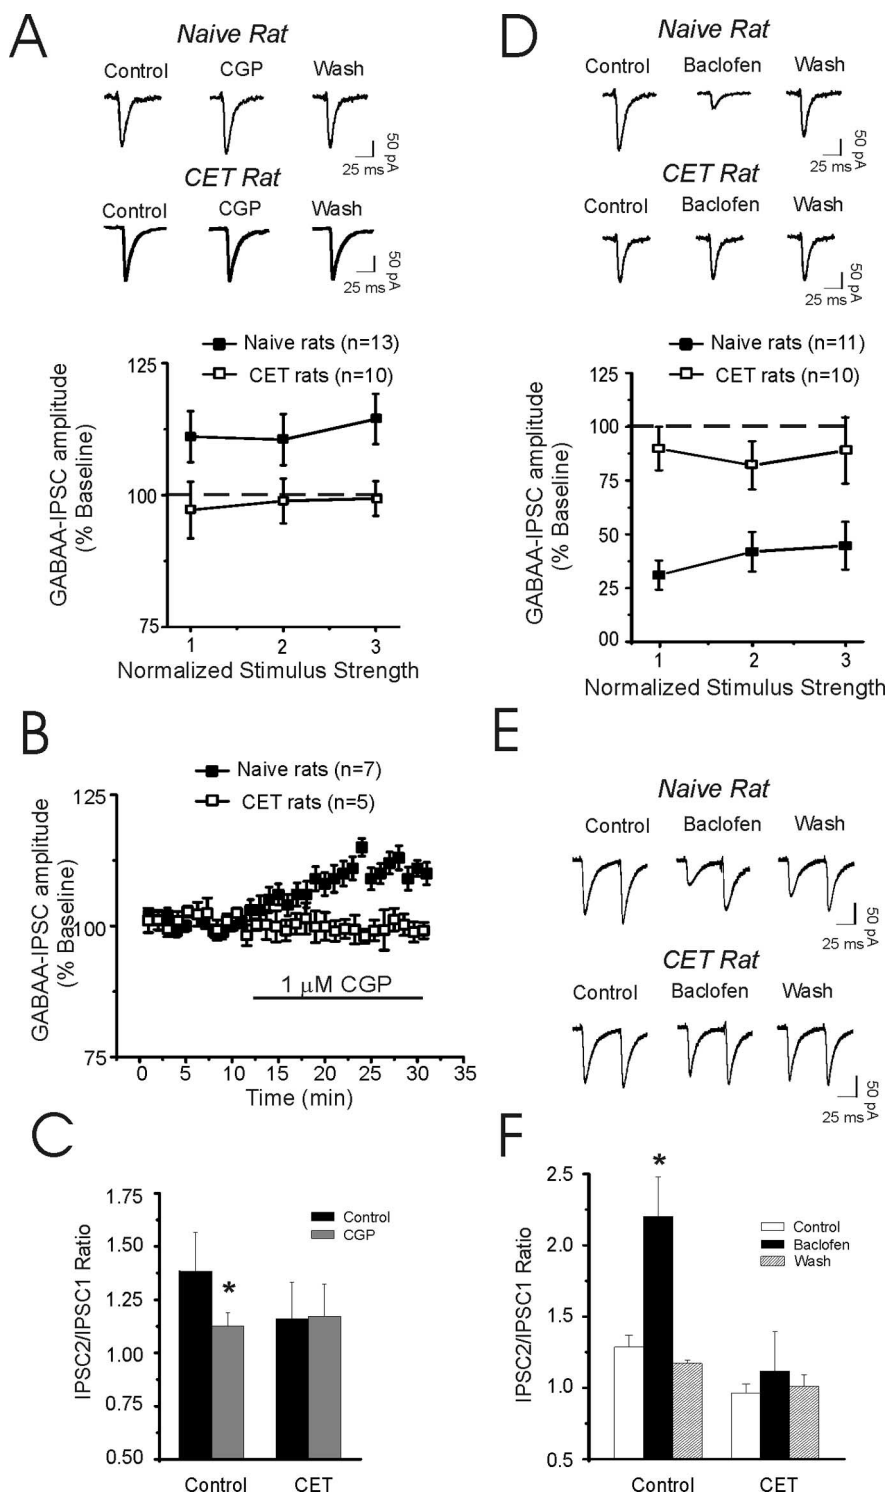 A
Naive Rat
Control CGP Wash
50 pA
25 ms
CET Rat
Control CGP Wash
50 pA
25 ms
Naive rats (n=13)
CET rats (n=10)
GABAA-IPSC amplitude
(% Baseline)
125
100
75
1 2 3
Normalized Stimulus Strength
B
Naive rats (n=7)
CET rats (n=5)
GABAA-IPSC amplitude
(% Baseline)
125
100
75
1 μM CGP
0 5 10 15 20 25 30 35
Time (min)
C
IPSC2/IPSC1 Ratio
1.75
1.50
1.25
1.00
0.75
0.50
Control
CGP
*
Control CET
D
Naive Rat
Control Baclofen Wash
50 pA
25 ms
CET Rat
Control Baclofen Wash
50 pA
25 ms
Naive rats (n=11)
CET rats (n=10)
GABAA-IPSC amplitude
(% Baseline)
125
100
75
50
25
00
1 2 3
Normalized Stimulus Strength
E
Naive Rat
Control Baclofen Wash
50 pA
25 ms
CET Rat
Control Baclofen Wash
50 pA
25 ms
F
IPSC2/IPSC1 Ratio
2.5
2.0
1.5
1.0
0.5
*
Control
Baclofen
Wash
Control CET